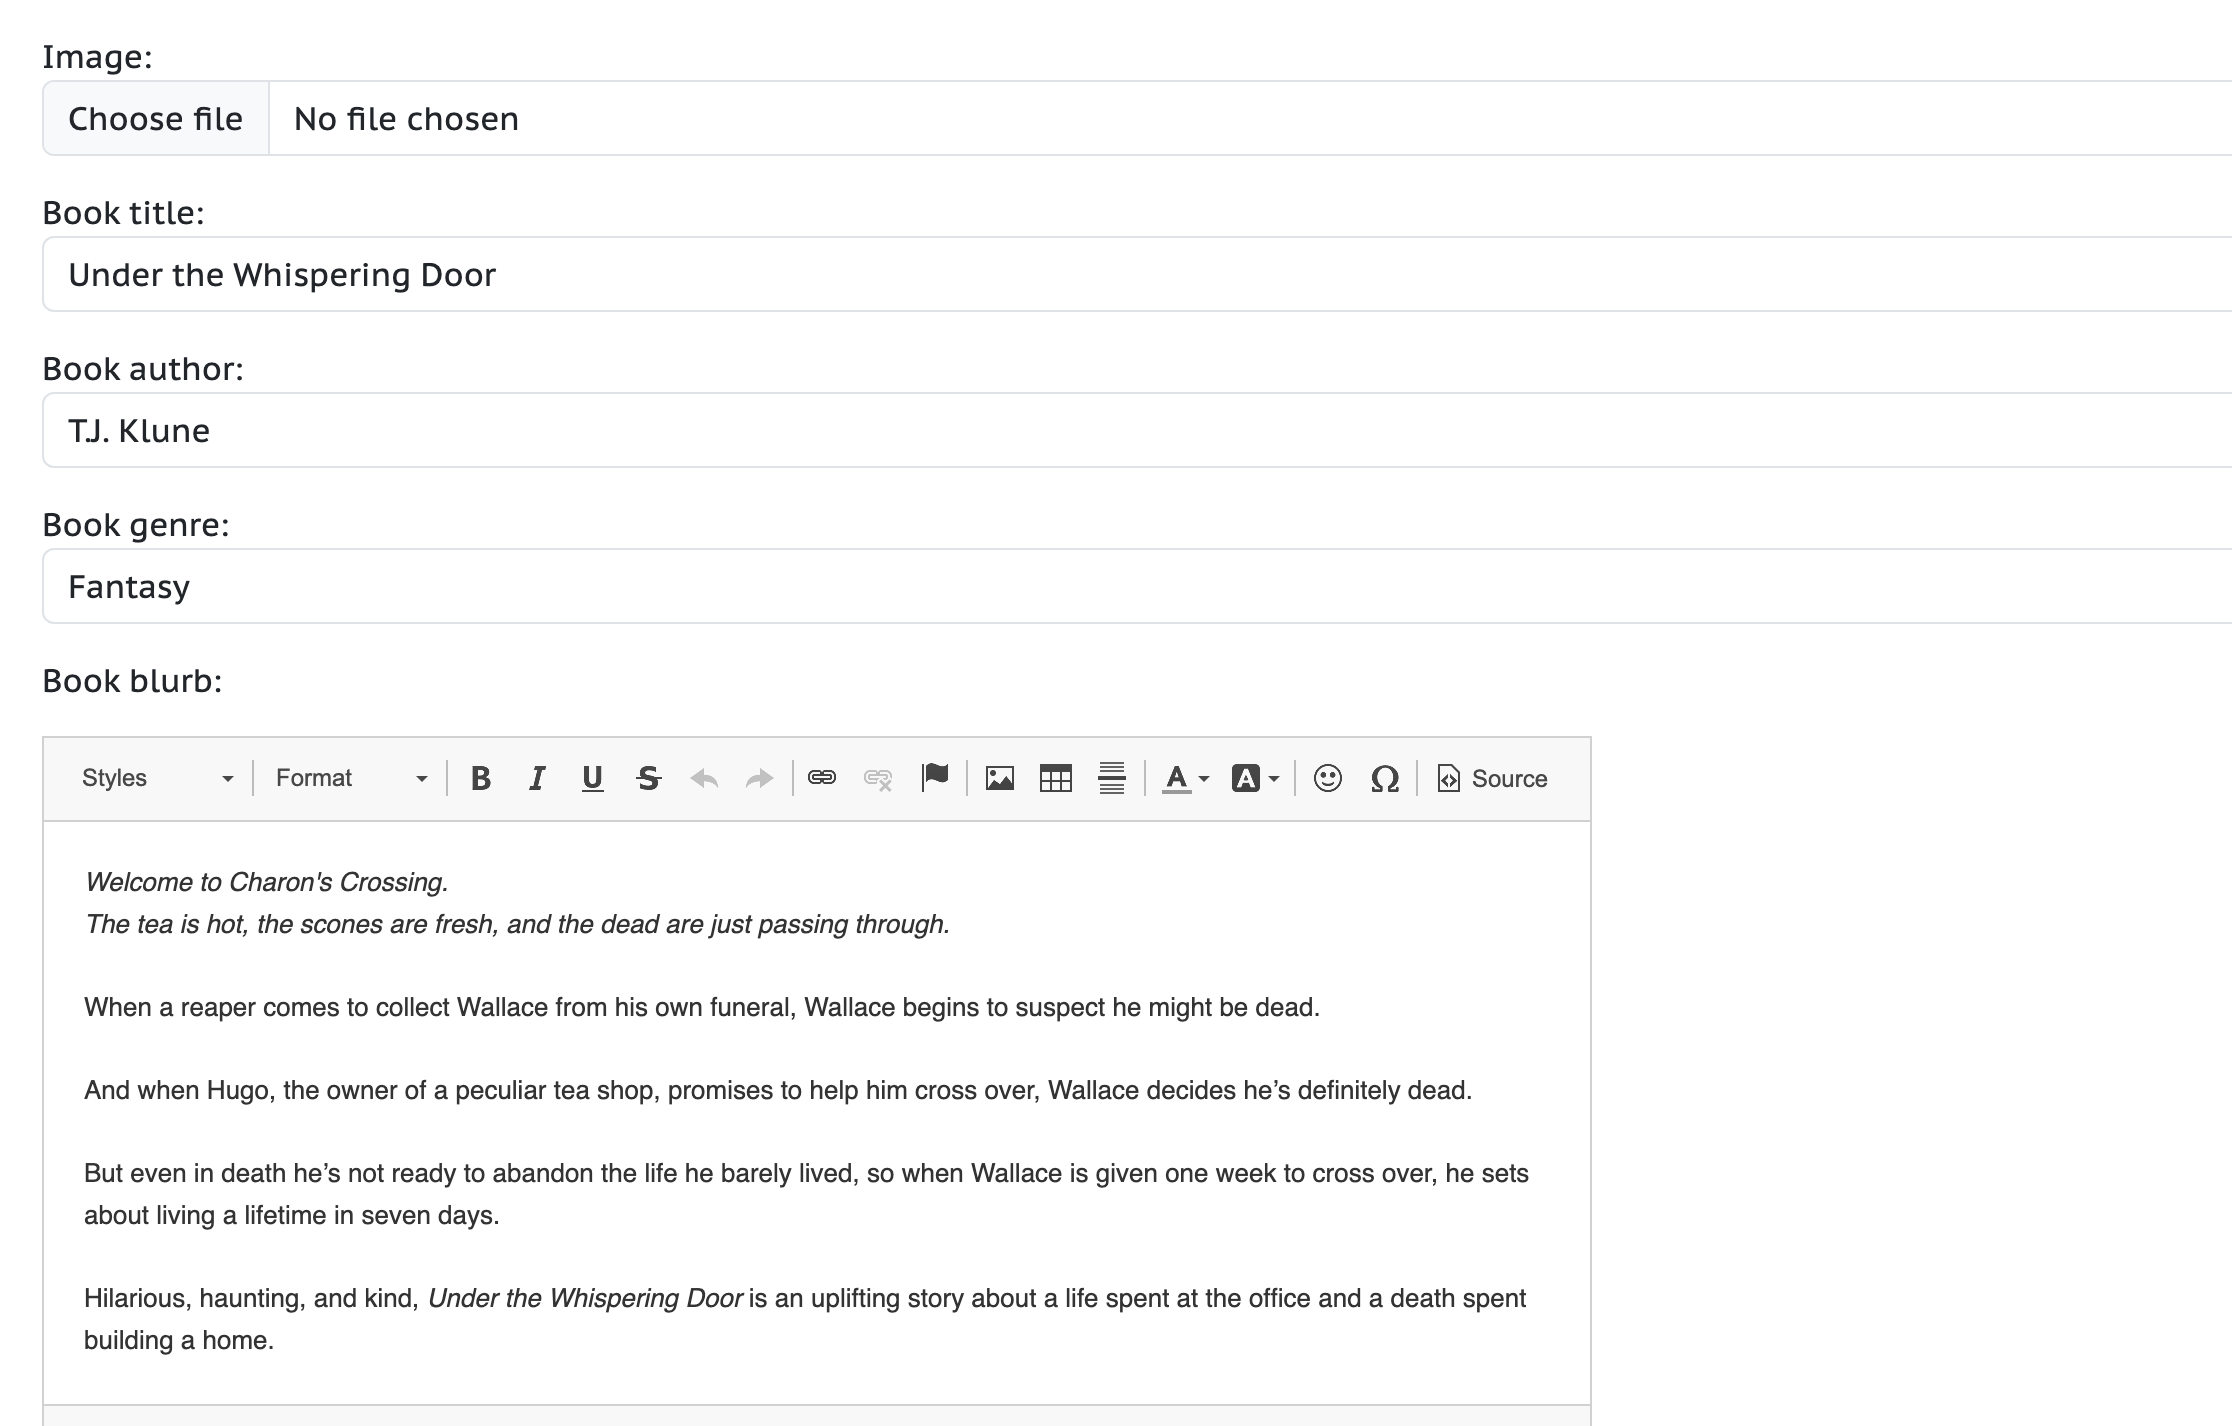 Image:
Choose file No file chosen
Book title:
Under the Whispering Door
Book author:
T.J. Klune
Book genre:
Fantasy
Book blurb:
Styles Format B I U S A A Ω Source
Welcome to Charon's Crossing.
The tea is hot, the scones are fresh, and the dead are just passing through.
When a reaper comes to collect Wallace from his own funeral, Wallace begins to suspect he might be dead.
And when Hugo, the owner of a peculiar tea shop, promises to help him cross over, Wallace decides he’s definitely dead.
But even in death he’s not ready to abandon the life he barely lived, so when Wallace is given one week to cross over, he sets
about living a lifetime in seven days.
Hilarious, haunting, and kind, Under the Whispering Door is an uplifting story about a life spent at the office and a death spent
building a home.